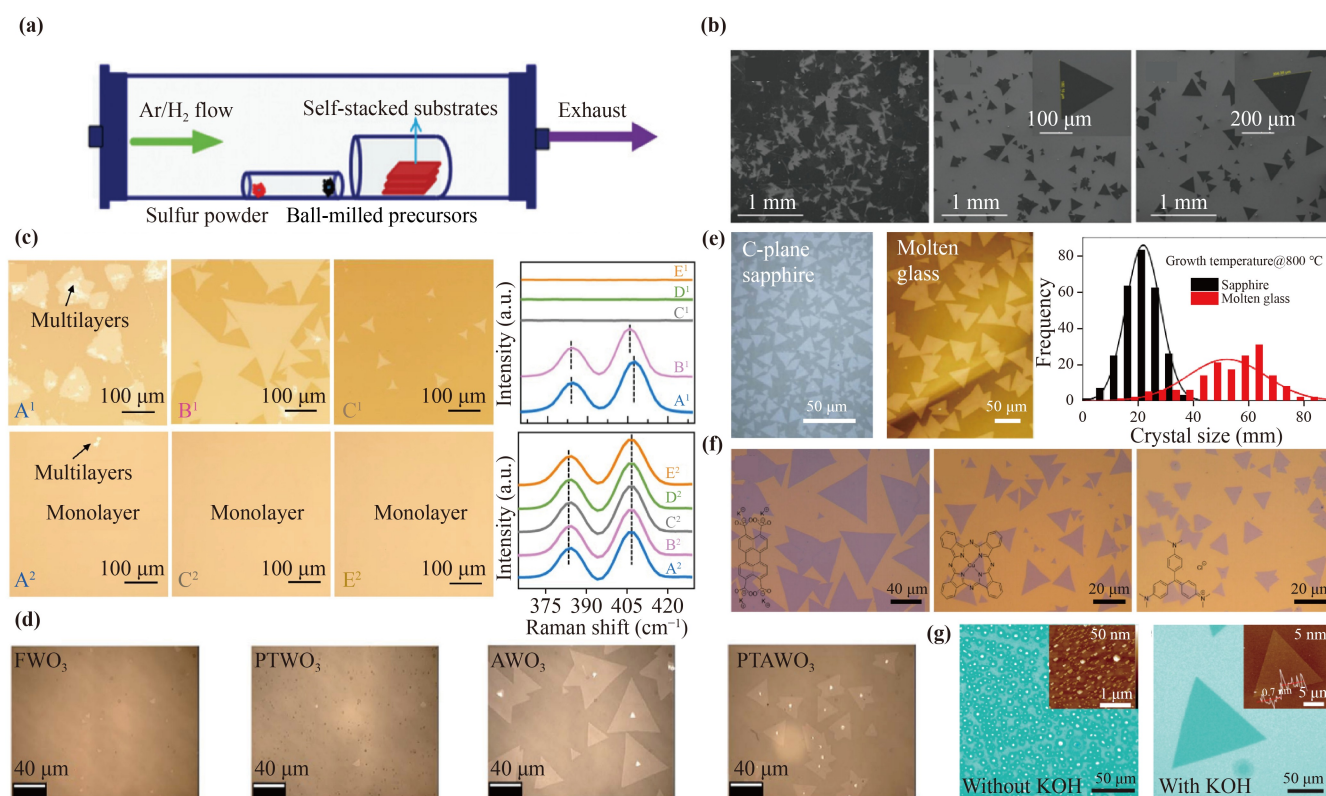 (a)
Ar/H₂ flow
Self-stacked substrates
Exhaust
Sulfur powder
Ball-milled precursors
(b)
1 mm
100 μm
1 mm
200 μm
1 mm
(c)
Multilayers
100 μm
A¹
100 μm
B¹
100 μm
C¹
Multilayers
Monolayer
100 μm
A²
Monolayer
100 μm
C²
Monolayer
100 μm
E²
Intensity (a.u.)
E¹
D¹
C¹
B¹
A¹
Intensity (a.u.)
E²
D²
C²
B²
A²
375 390 405 420
Raman shift (cm⁻¹)
(d)
FWO₃
40 μm
PTWO₃
40 μm
AWO₃
40 μm
PTAWO₃
40 μm
(e)
C-plane
sapphire
50 μm
Molten
glass
50 μm
Growth temperature@800 ℃
Sapphire
Molten glass
Frequency
80
60
40
20
0
0 20 40 60 80
Crystal size (mm)
(f)
40 μm
20 μm
20 μm
(g)
50 nm
1 μm
Without KOH
50 μm
5 nm
0.7 nm
5 μm
With KOH
50 μm